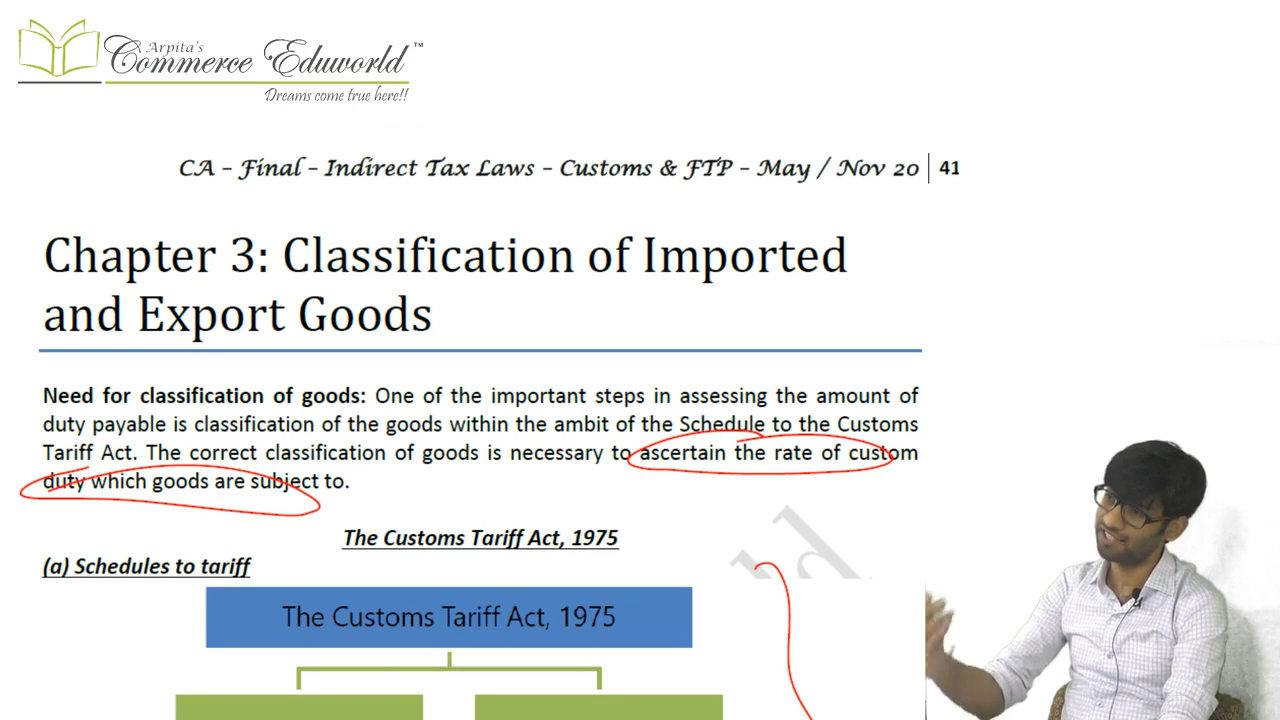 Arpita's
Commerce Eduworld™
Dreams come true here!!
CA – Final – Indirect Tax Laws – Customs & FTP – May / Nov 20 | 41
Chapter 3: Classification of Imported
and Export Goods
Need for classification of goods: One of the important steps in assessing the amount of
duty payable is classification of the goods within the ambit of the Schedule to the Customs
Tariff Act. The correct classification of goods is necessary to ascertain the rate of custom
duty which goods are subject to.
The Customs Tariff Act, 1975
(a) Schedules to tariff
The Customs Tariff Act, 1975